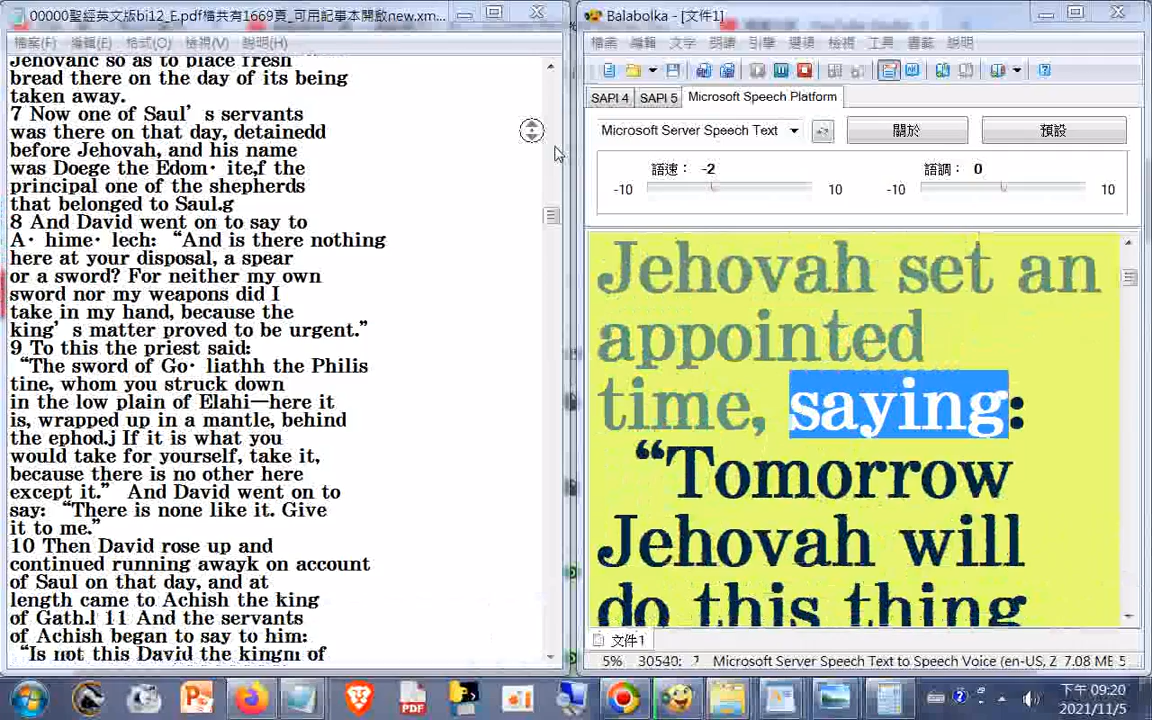 00000聖經英文版bi12_E.pdf檔共有1669頁_可用記事本開啟new.xm...
檔案(F) 編輯(E) 格式(O) 檢視(V) 說明(H)
Jehovah so as to place fresh
bread there on the day of its being
taken away.
7 Now one of Saul’s servants
was there on that day, detainedd
before Jehovah, and his name
was Doege the Edom·ite,f the
principal one of the shepherds
that belonged to Saul.g
8 And David went on to say to
A·hime·lech: “And is there nothing
here at your disposal, a spear
or a sword? For neither my own
sword nor my weapons did I
take in my hand, because the
king’s matter proved to be urgent.”
9 To this the priest said:
“The sword of Go·liathh the Philis
tine, whom you struck down
in the low plain of Elahi—here it
is, wrapped up in a mantle, behind
the ephod.j If it is what you
would take for yourself, take it,
because there is no other here
except it.” And David went on to
say: “There is none like it. Give
it to me.”
10 Then David rose up and
continued running awayk on account
of Saul on that day, and at
length came to Achish the king
of Gath.l 11 And the servants
of Achish began to say to him:
“Is not this David the kingm of
Balabolka - [文件1]
檔案 編輯 文字 朗讀 引擎 選項 檢視 工具 書籤 說明
SAPI 4 SAPI 5 Microsoft Speech Platform
Microsoft Server Speech Text 關於 預設
語速： -2 語調： 0
-10 10 -10 10
Jehovah set an
appointed
time, saying:
“Tomorrow
Jehovah will
do this thing
文件1
5% 30540: 7 Microsoft Server Speech Text to Speech Voice (en-US, Z 7.08 MB 5
PDF
下午 09:20
2021/11/5